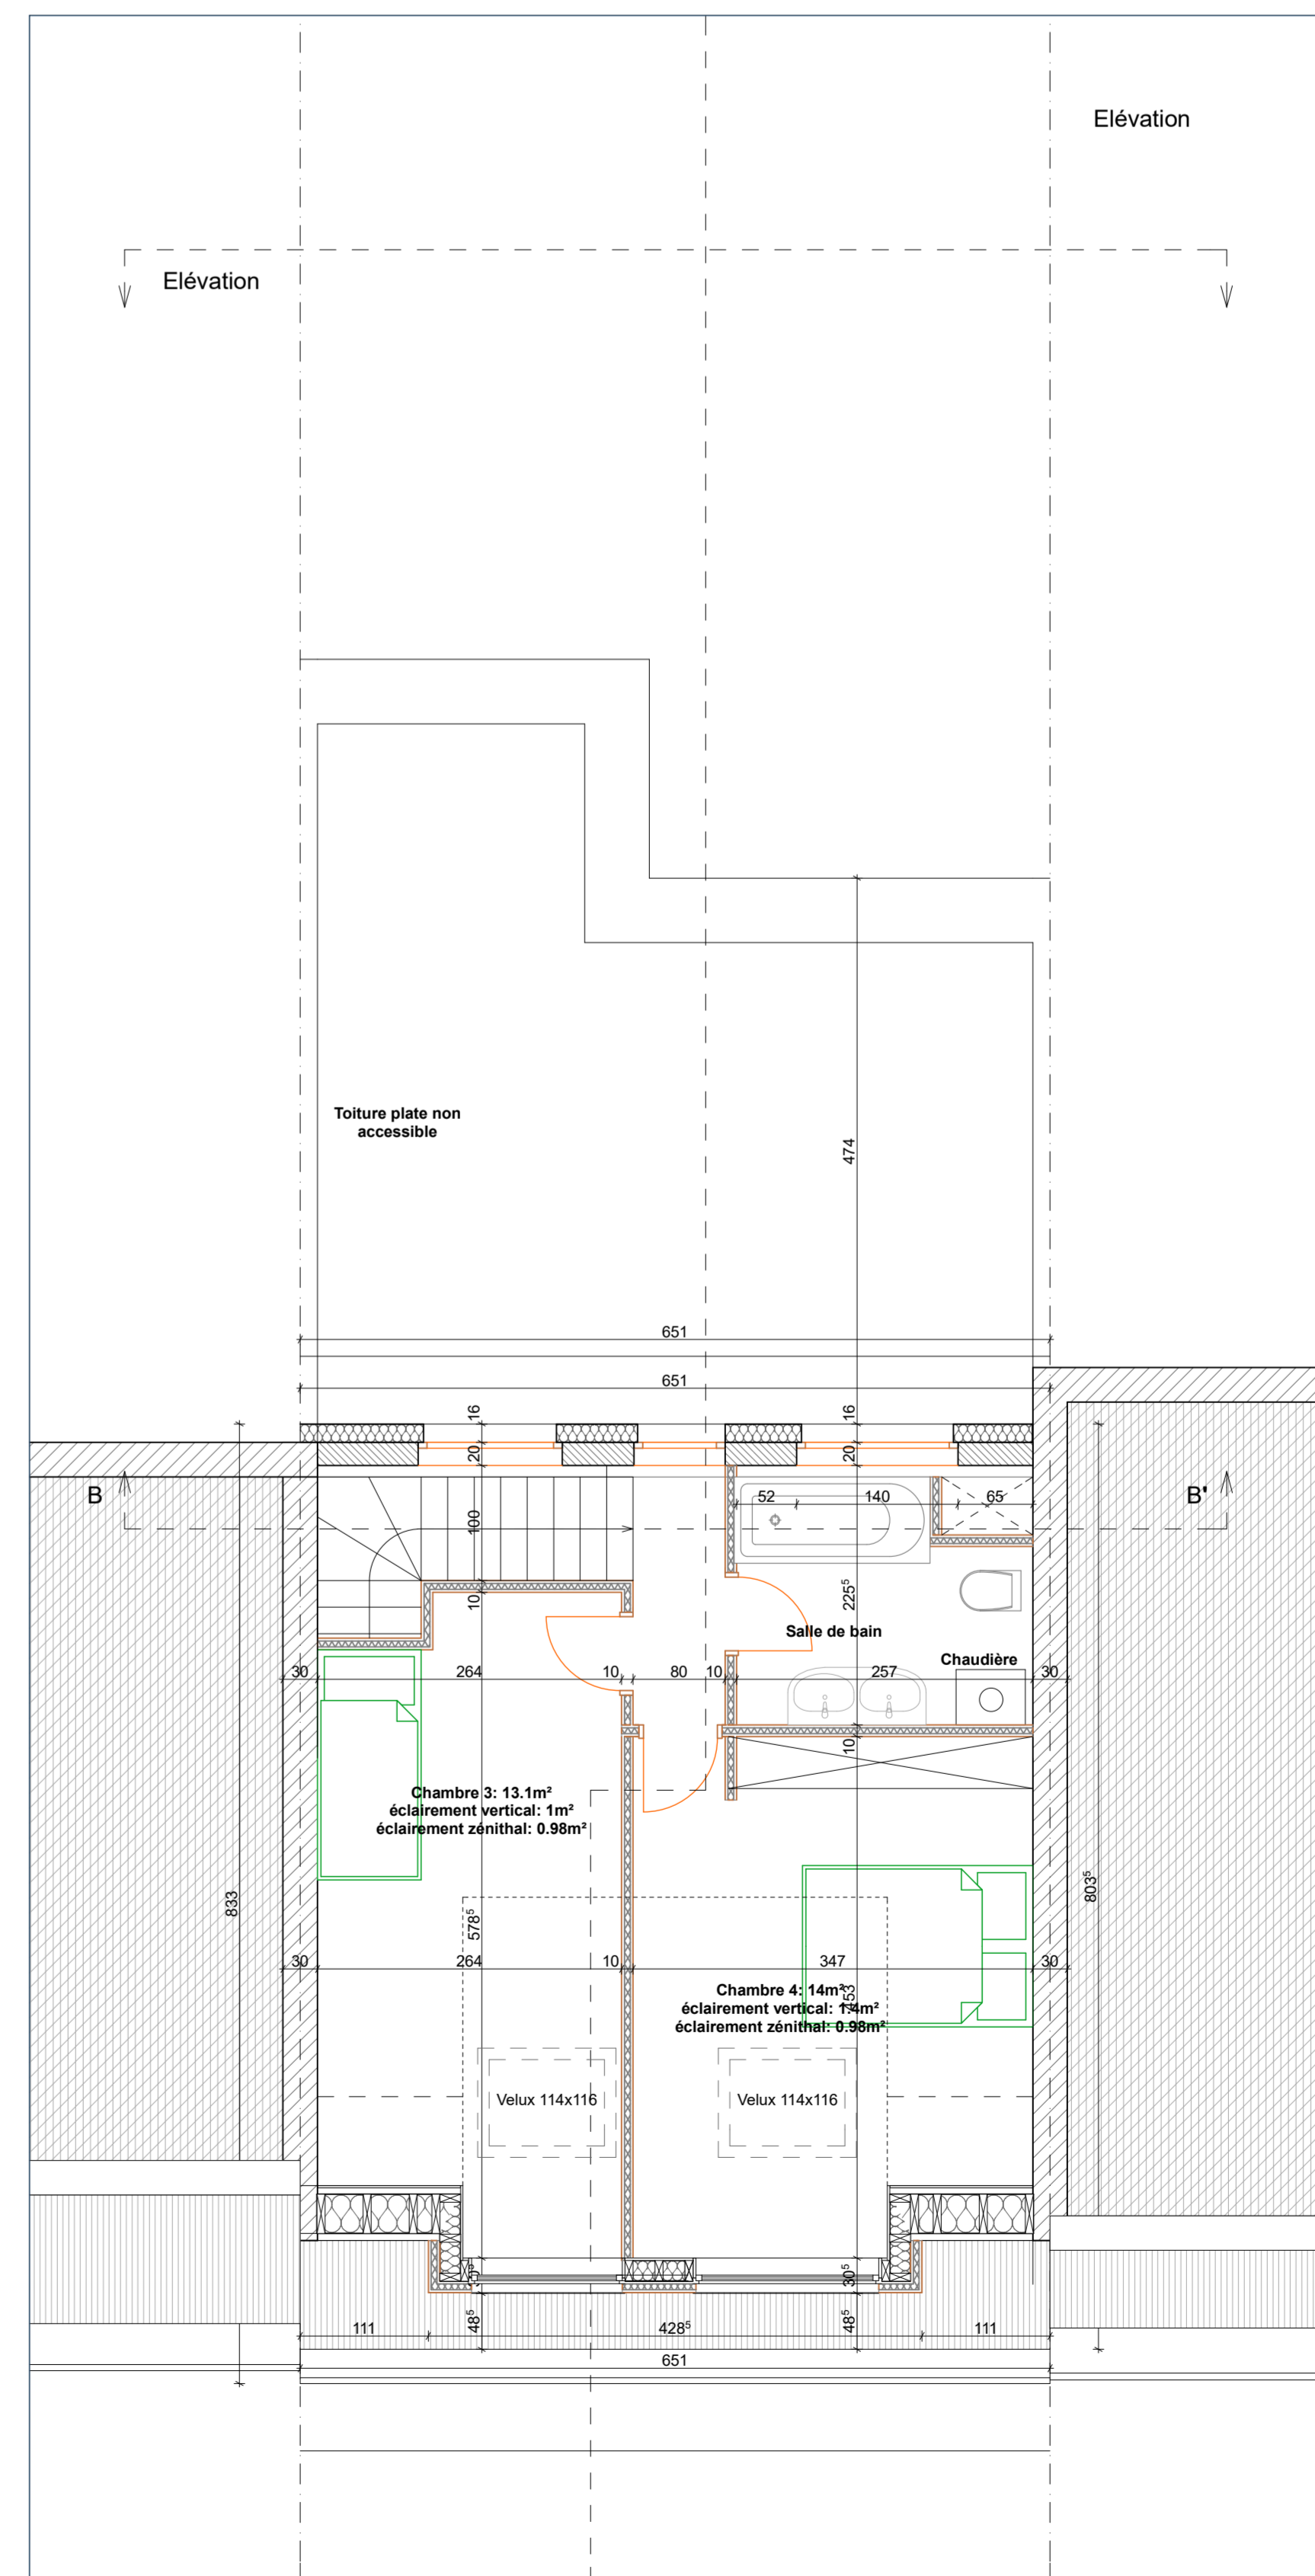 Elévation
Elévation
Toiture plate non
accessible
474
651
651
16
16
20
20
B
B'
52
140
65
100
10
225⁵
Salle de bain
Chaudière
30
264
10
80
10
257
30
10
Chambre 3: 13.1m²
éclairement vertical: 1m²
éclairement zénithal: 0.98m²
833
578⁵
803⁵
30
264
10
347
30
Chambre 4: 14m²
453
éclairement vertical: 1.4m²
éclairement zénithal: 0.98m²
Velux 114x116
Velux 114x116
30⁵
48⁵
48⁵
111
428⁵
111
651